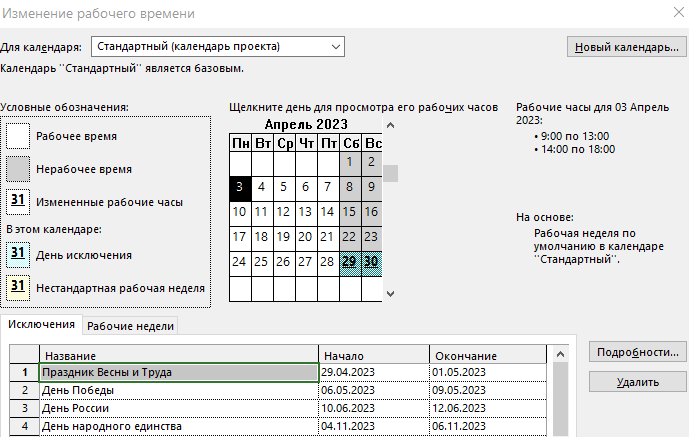 Изменение рабочего времени
Для календаря: Стандартный (календарь проекта) Новый календарь...
Календарь ''Стандартный'' является базовым.
Условные обозначения:
Рабочее время
Нерабочее время
31 Измененные рабочие часы
В этом календаре:
31 День исключения
31 Нестандартная рабочая неделя
Щелкните день для просмотра его рабочих часов
Апрель 2023
Пн Вт Ср Чт Пт Сб Вс
1 2
3 4 5 6 7 8 9
10 11 12 13 14 15 16
17 18 19 20 21 22 23
24 25 26 27 28 29 30
Рабочие часы для 03 Апрель
2023:
• 9:00 по 13:00
• 14:00 по 18:00
На основе:
Рабочая неделя по
умолчанию в календаре
''Стандартный''.
Исключения Рабочие недели
Название Начало Окончание
1 Праздник Весны и Труда 29.04.2023 01.05.2023
2 День Победы 06.05.2023 09.05.2023
3 День России 10.06.2023 12.06.2023
4 День народного единства 04.11.2023 06.11.2023
Подробности...
Удалить